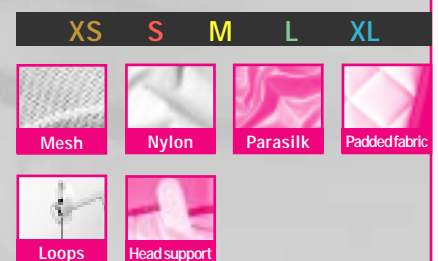 XS S M L XL
Mesh Nylon Parasilk Padded fabric
Loops Head support